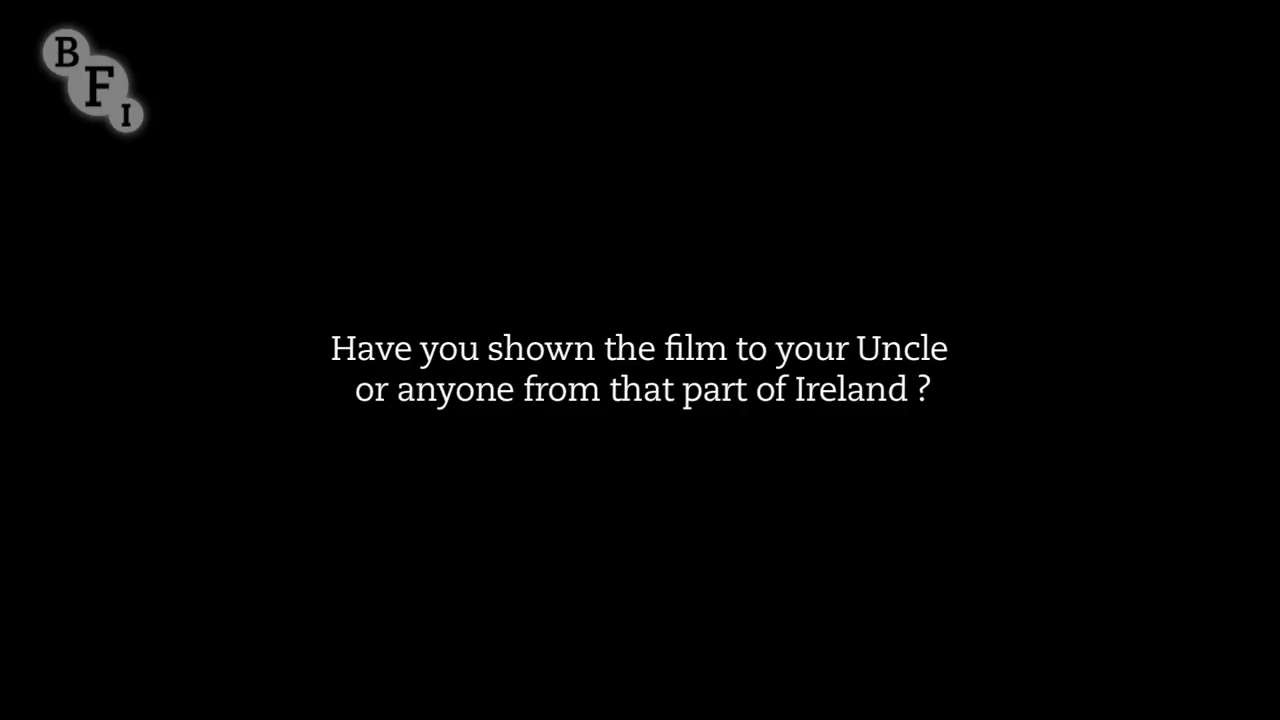 BFI
Have you shown the film to your Uncle
or anyone from that part of Ireland ?